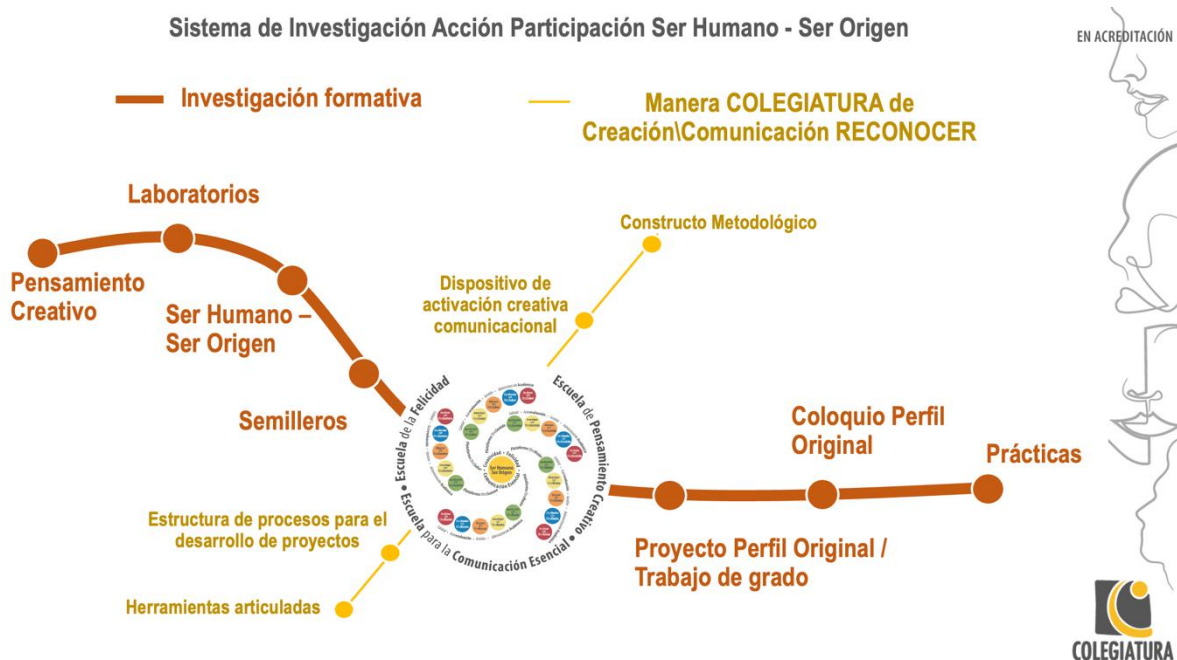 Sistema de Investigación Acción Participación Ser Humano - Ser Origen
EN ACREDITACIÓN
Investigación formativa
Manera COLEGIATURA de
Creación\Comunicación RECONOCER
Laboratorios
Pensamiento
Creativo
Ser Humano –
Ser Origen
Semilleros
Constructo Metodológico
Dispositivo de
activación creativa
comunicacional
Escuela de la Felicidad
Escuela de Pensamiento Creativo
Escuela para la Comunicación Esencial
Ser Humano
Ser Origen
Estructura de procesos para el
desarrollo de proyectos
Herramientas articuladas
Proyecto Perfil Original /
Trabajo de grado
Coloquio Perfil
Original
Prácticas
COLEGIATURA